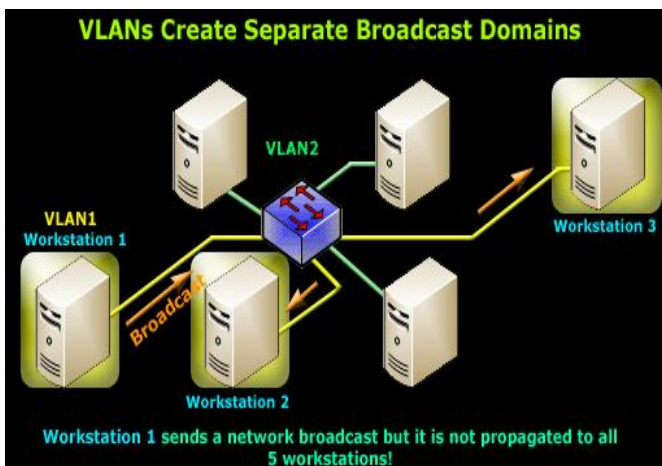 VLANs Create Separate Broadcast Domains
VLAN2
VLAN1
Workstation 1
Workstation 3
Broadcast
Workstation 2
Workstation 1 sends a network broadcast but it is not propagated to all
5 workstations!